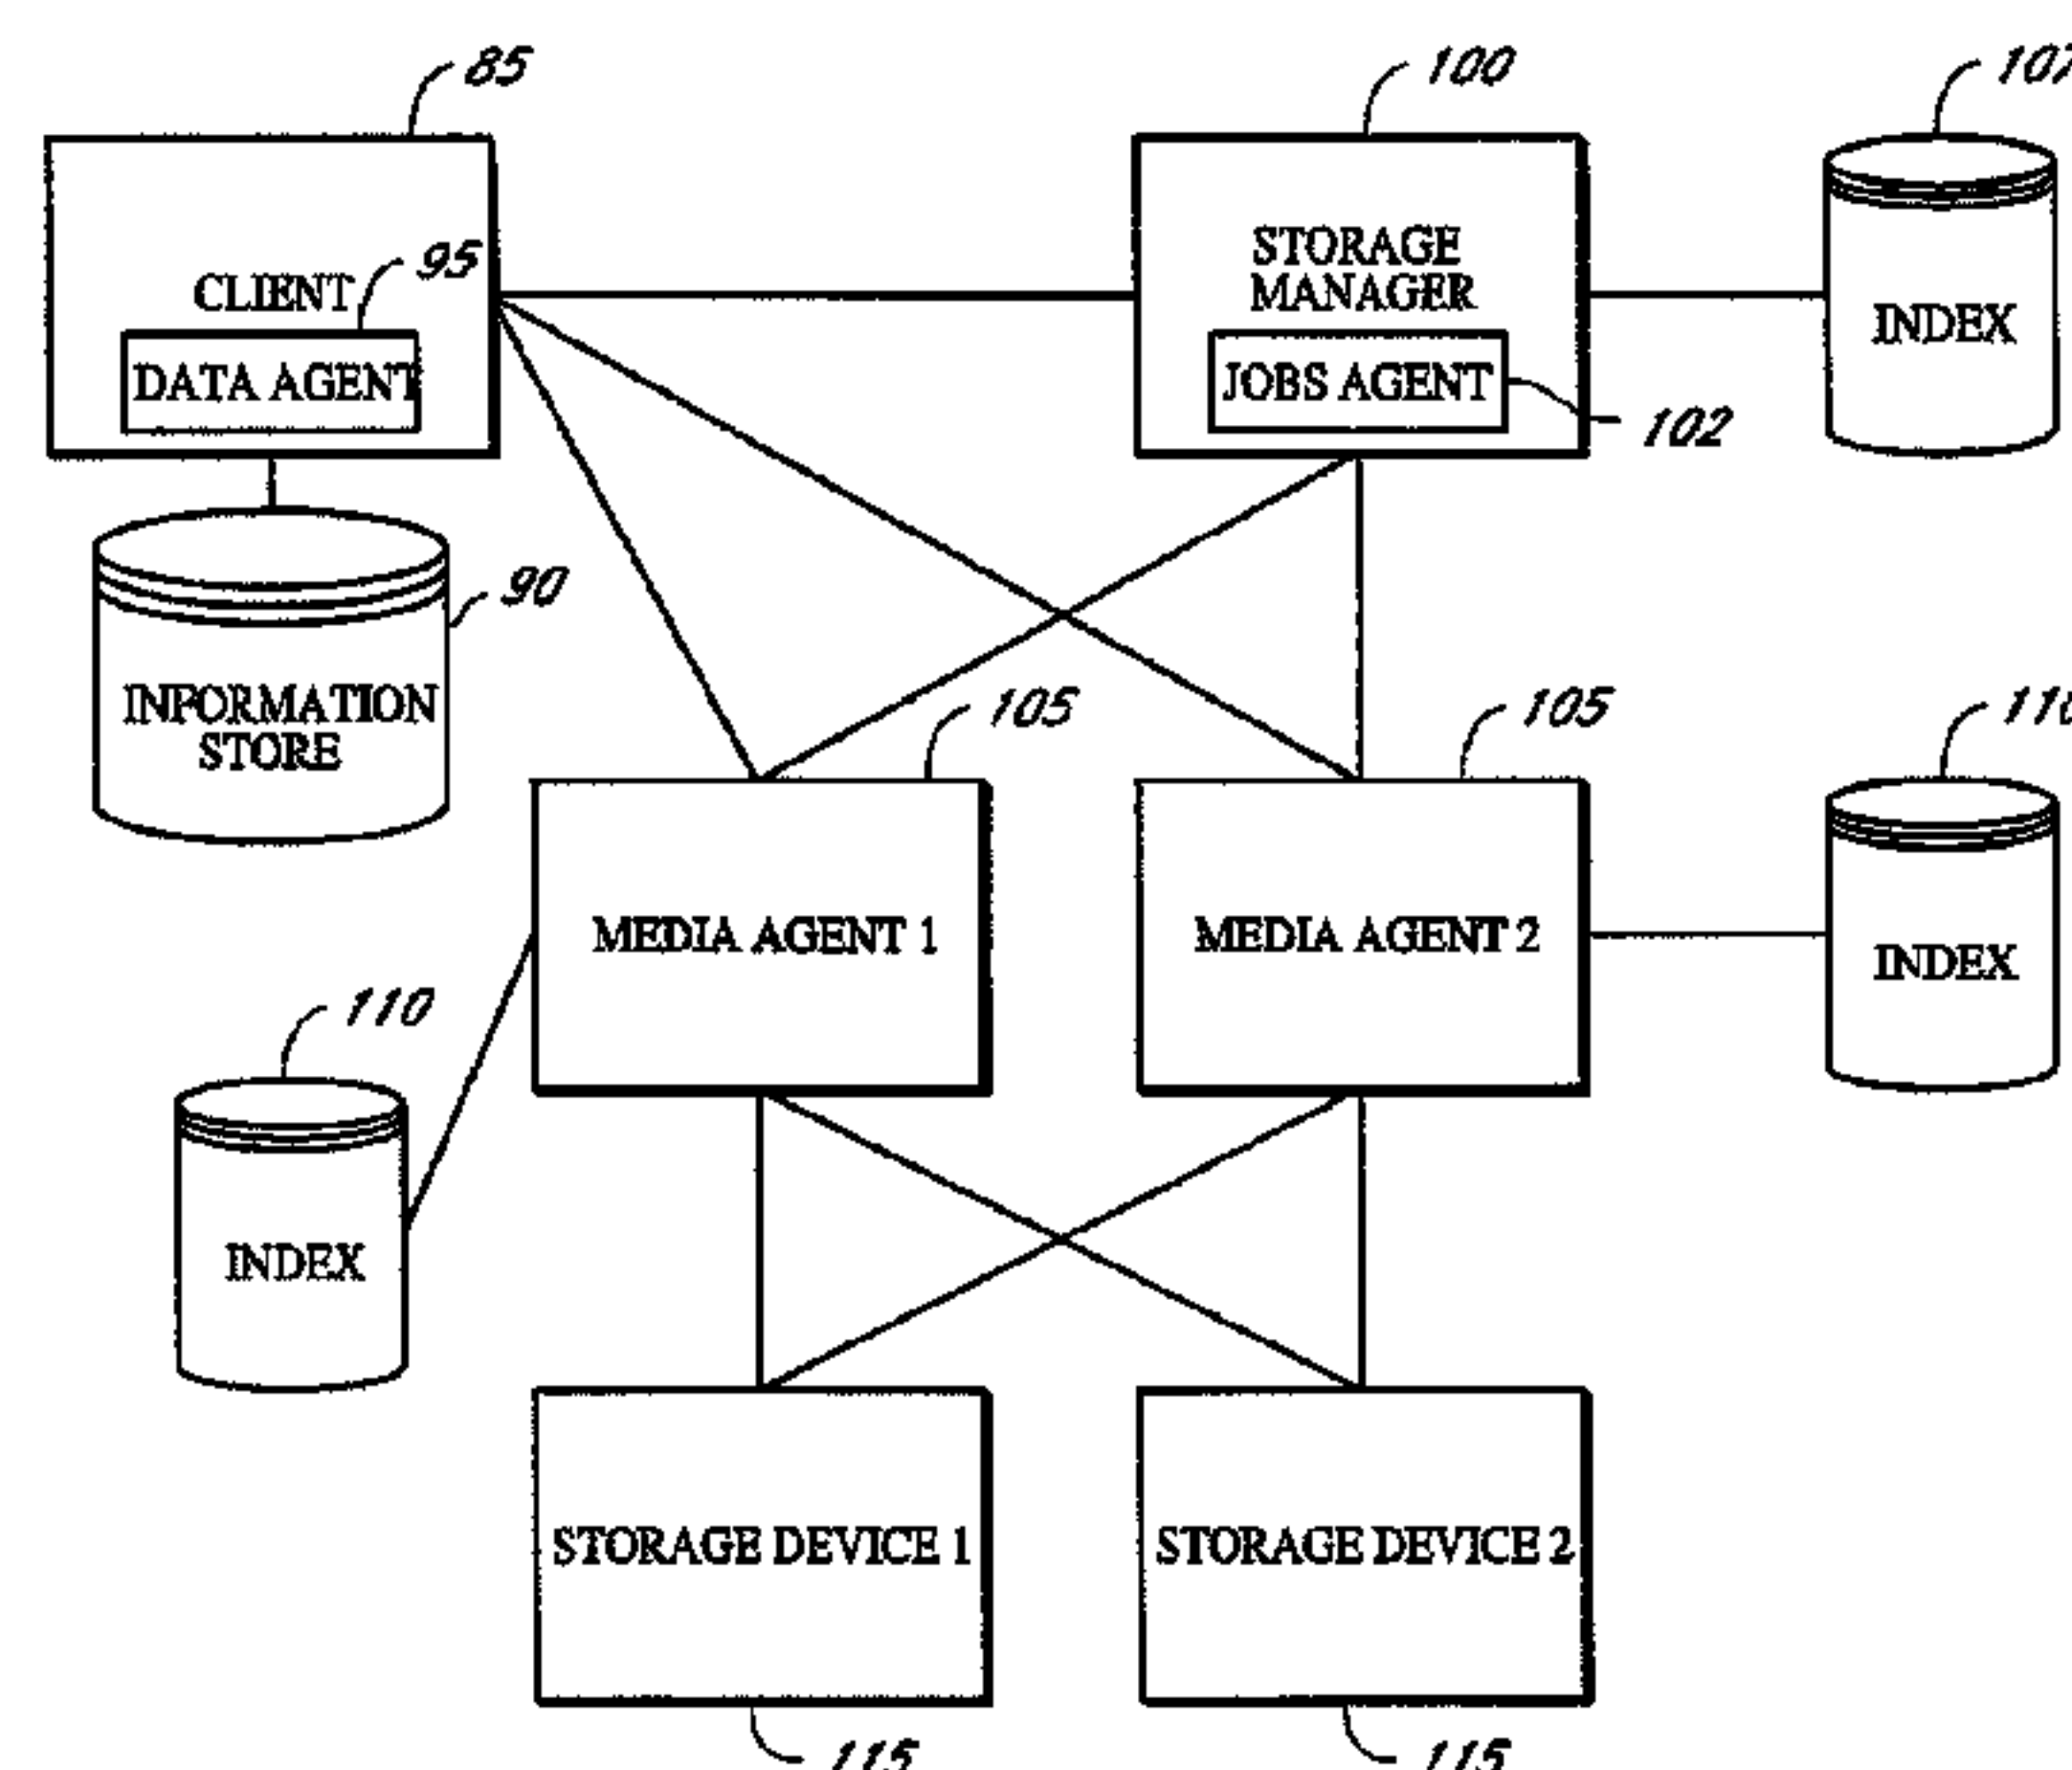 85
100
107
CLIENT
95
DATA AGENT
STORAGE
MANAGER
JOBS AGENT
102
INDEX
90
INFORMATION
STORE
105
105
110
MEDIA AGENT 1
MEDIA AGENT 2
INDEX
110
INDEX
STORAGE DEVICE 1
STORAGE DEVICE 2
115
115